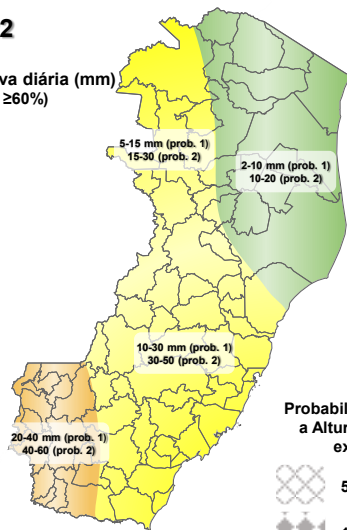 2
va diária (mm)
≥60%)
5-15 mm (prob. 1)
15-30 (prob. 2)
2-10 mm (prob. 1)
10-20 (prob. 2)
10-30 mm (prob. 1)
30-50 (prob. 2)
20-40 mm (prob. 1)
40-60 (prob. 2)
Probabil
a Altur
ex
5